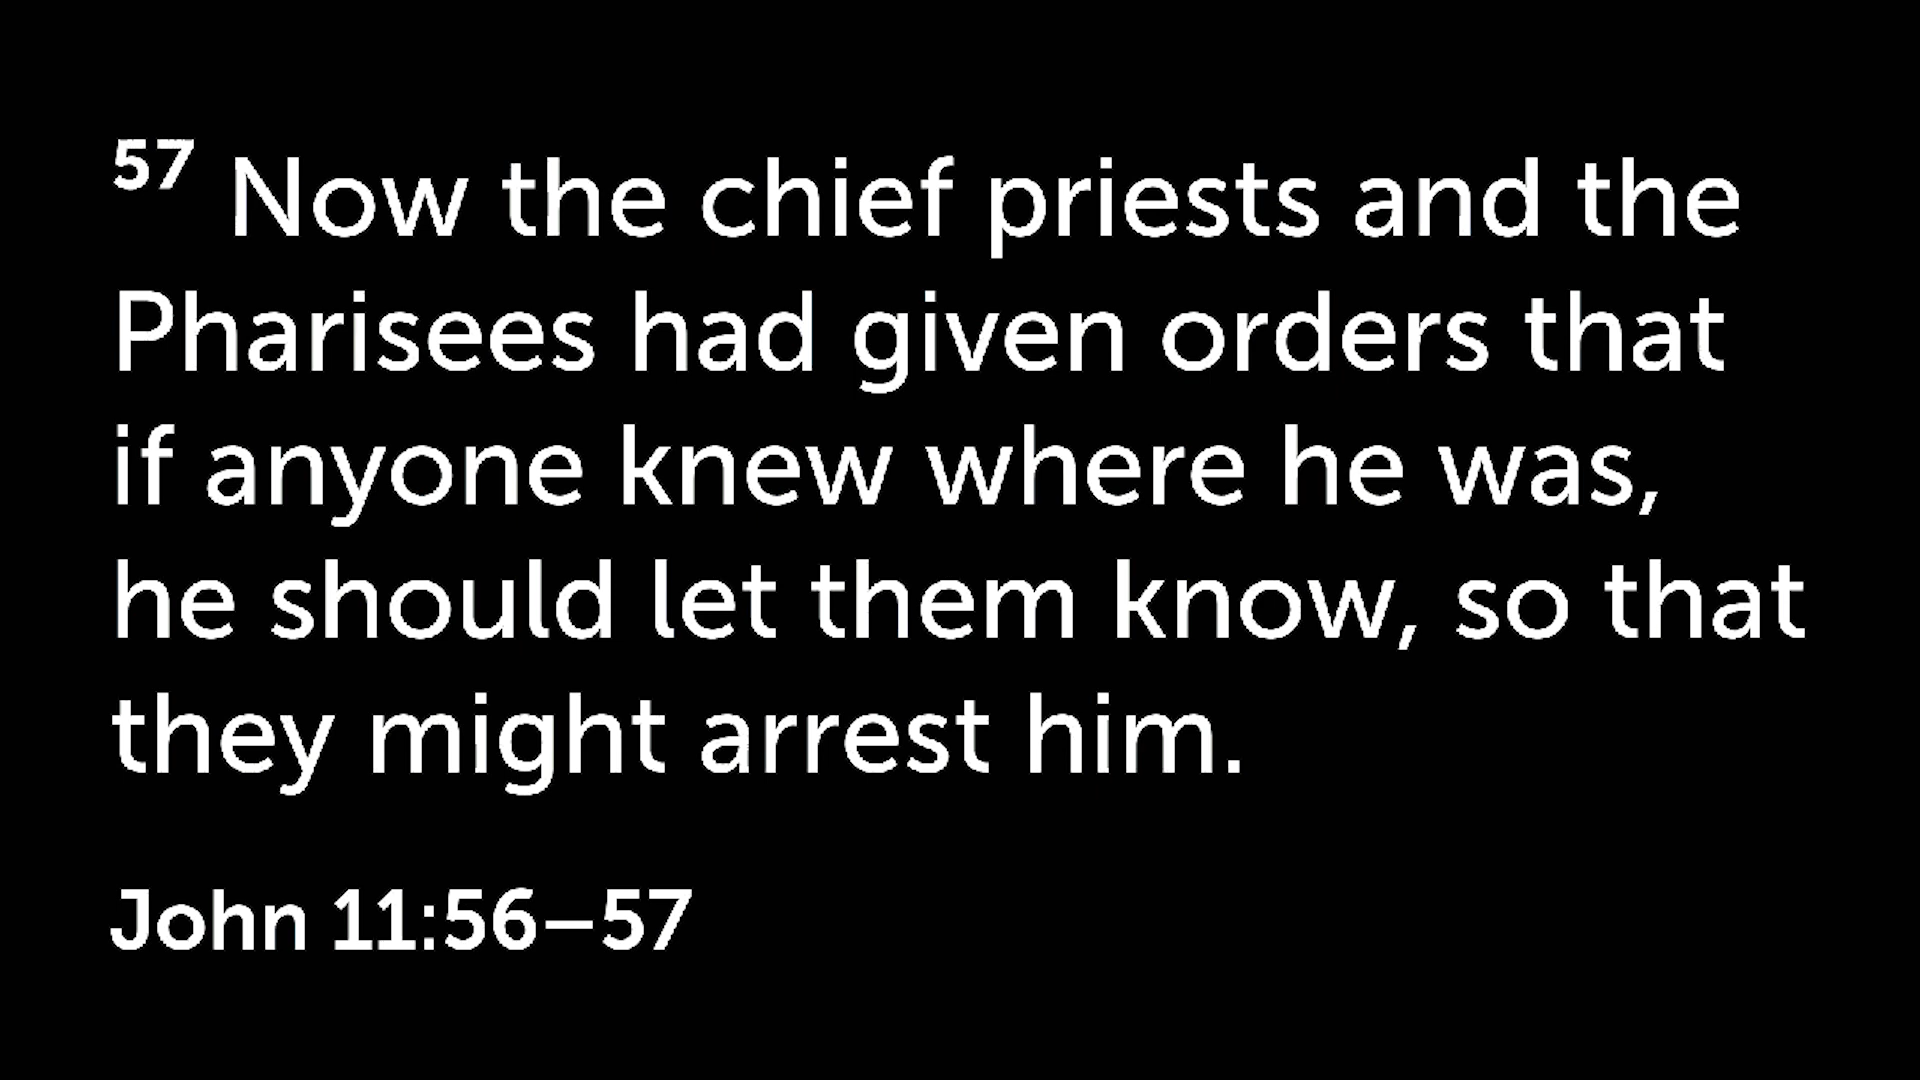 57 Now the chief priests and the
Pharisees had given orders that
if anyone knew where he was,
he should let them know, so that
they might arrest him.
John 11:56–57